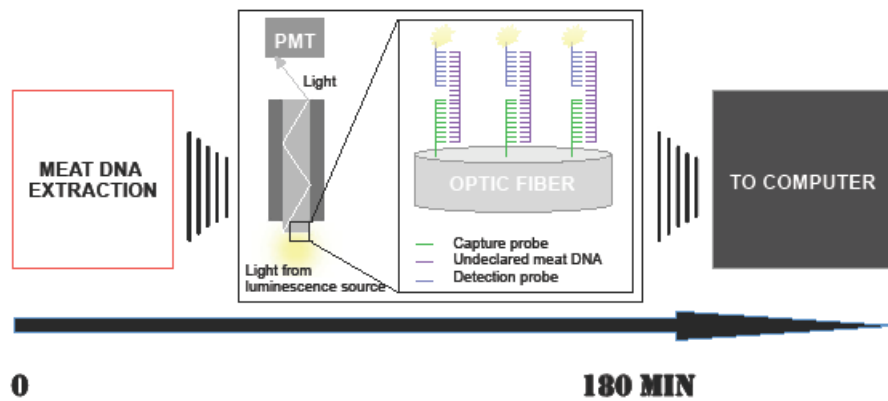 PMT
Light
MEAT DNA
EXTRACTION
OPTIC FIBER
TO COMPUTER
Capture probe
Undeclared meat DNA
Detection probe
Light from
luminescence source
0
180 MIN